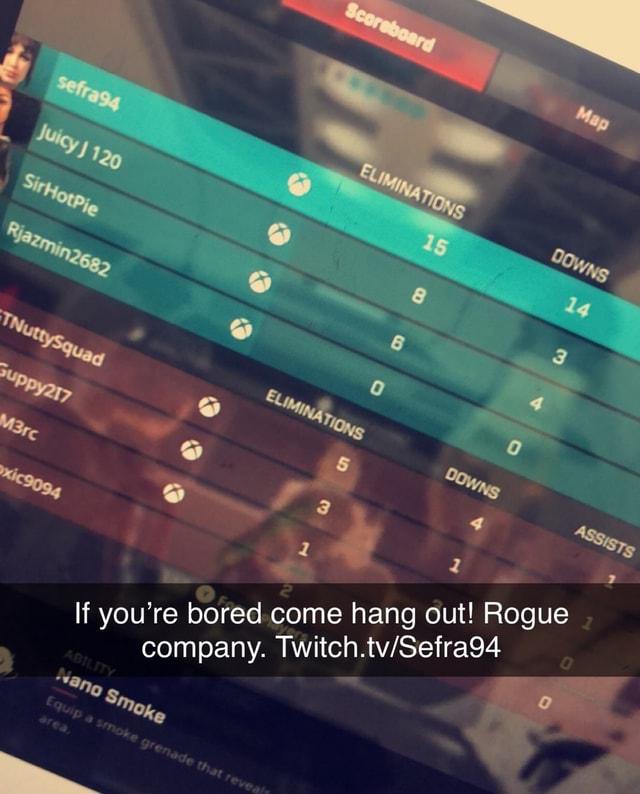 Scoreboard
Map
ELIMINATIONS
DOWNS
sefra94 15 14
Juicy J 120 8 3
SirHotPie 6 4
Rjazmin2682 0 0
ELIMINATIONS
DOWNS
ASSISTS
TNuttySquad 5 4 1
Guppy217 3 1 1
M3rc 1 0
oxic9094 2 0
If you're bored come hang out! Rogue
company. Twitch.tv/Sefra94
ABILITY
Nano Smoke
Equip a smoke grenade that reveals
area.